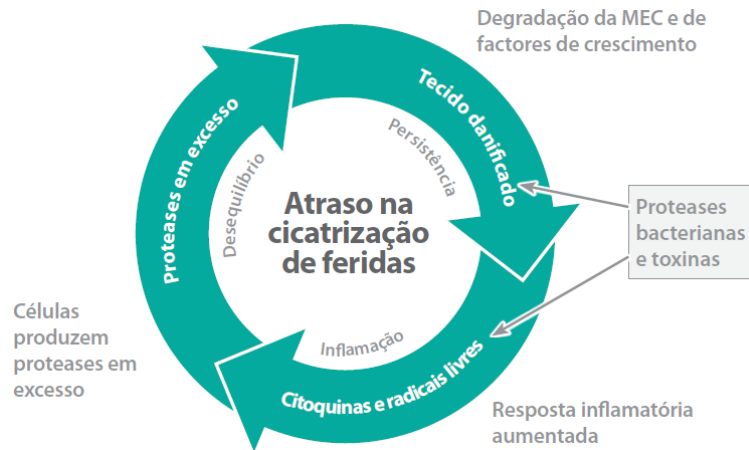 Degradação da MEC e de
factores de crescimento
Tecido danificado
Persistência
Proteases em excesso
Desequilíbrio
Atraso na
cicatrização
de feridas
Proteases
bacterianas
e toxinas
Células
produzem
proteases em
excesso
Inflamação
Citoquinas e radicais livres
Resposta inflamatória
aumentada